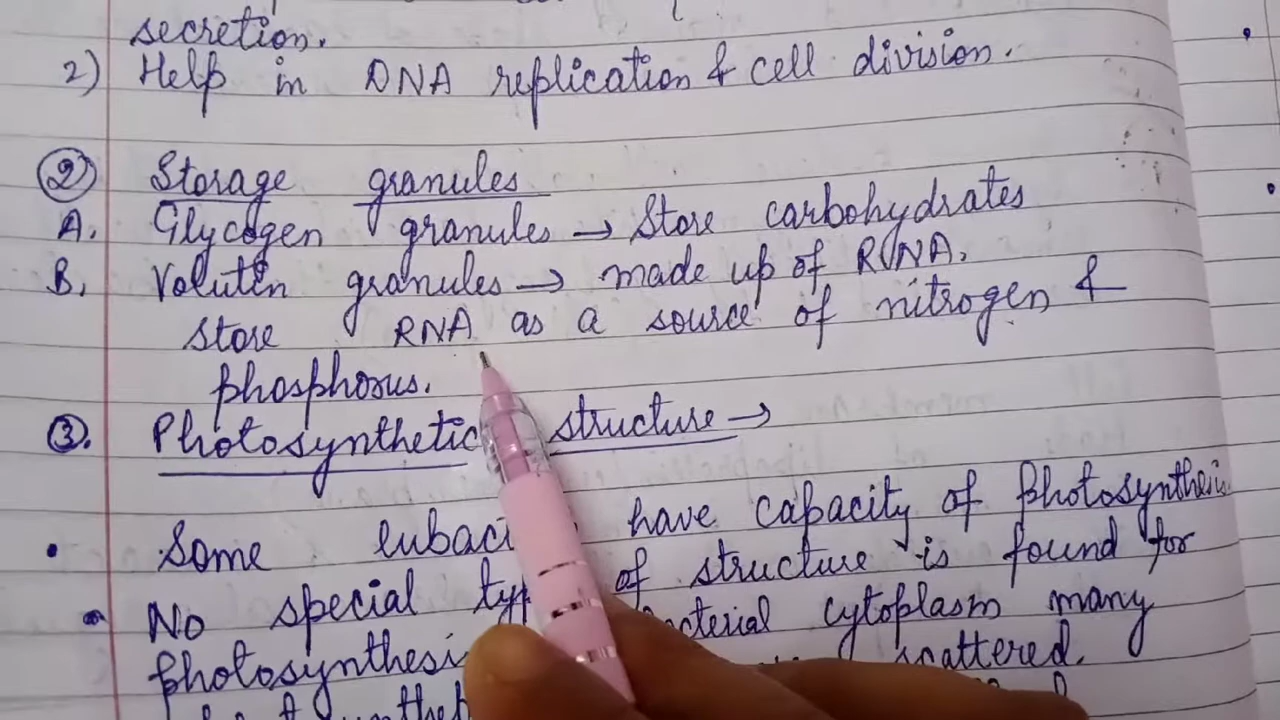 secretion.
2) Help in DNA replication & cell division.
② Storage granules
A. Glycogen granules → Store carbohydrates
B. Volutin granules → made up of RNA.
store RNA as a source of nitrogen &
phosphorus.
③. Photosynthetic structure →
• Some have capacity of photosynthesis
• No special of structure is found for
cytoplasm many
scattered.